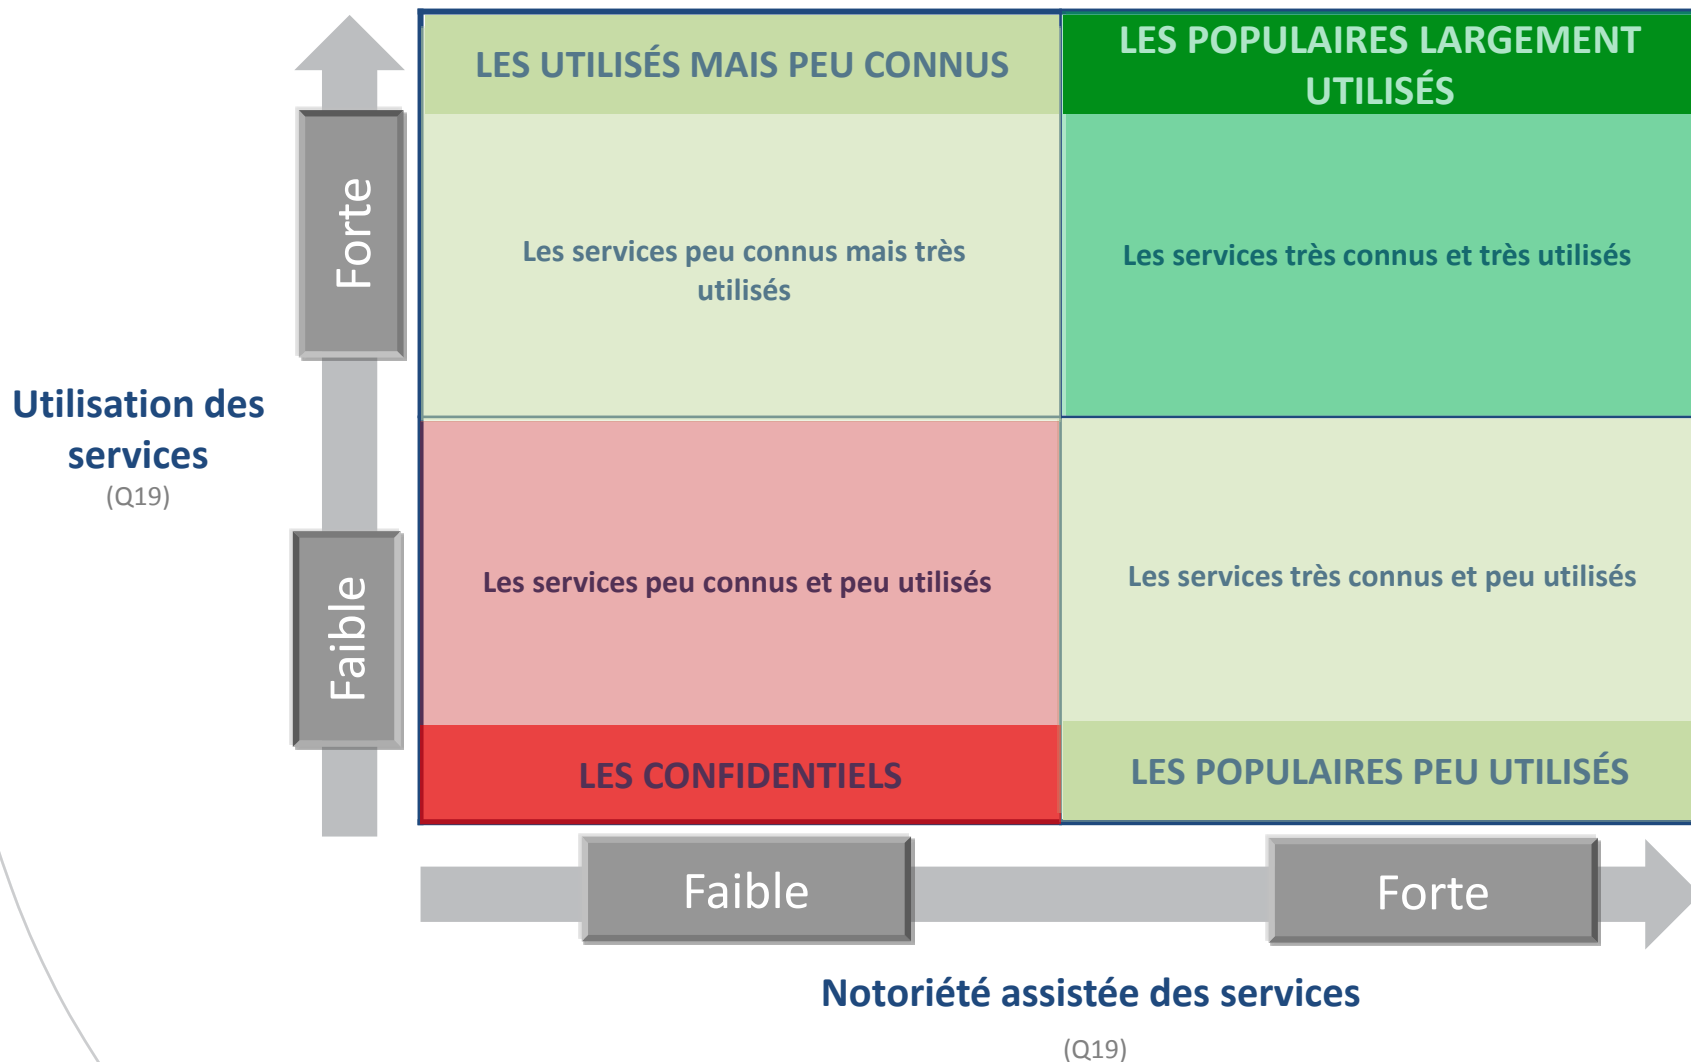 LES UTILISÉS MAIS PEU CONNUS
LES POPULAIRES LARGEMENT
UTILISÉS
Forte
Les services peu connus mais très
utilisés
Les services très connus et très utilisés
Utilisation des
services
(Q19)
Faible
Les services peu connus et peu utilisés
Les services très connus et peu utilisés
LES CONFIDENTIELS
LES POPULAIRES PEU UTILISÉS
Faible
Forte
Notoriété assistée des services
(Q19)